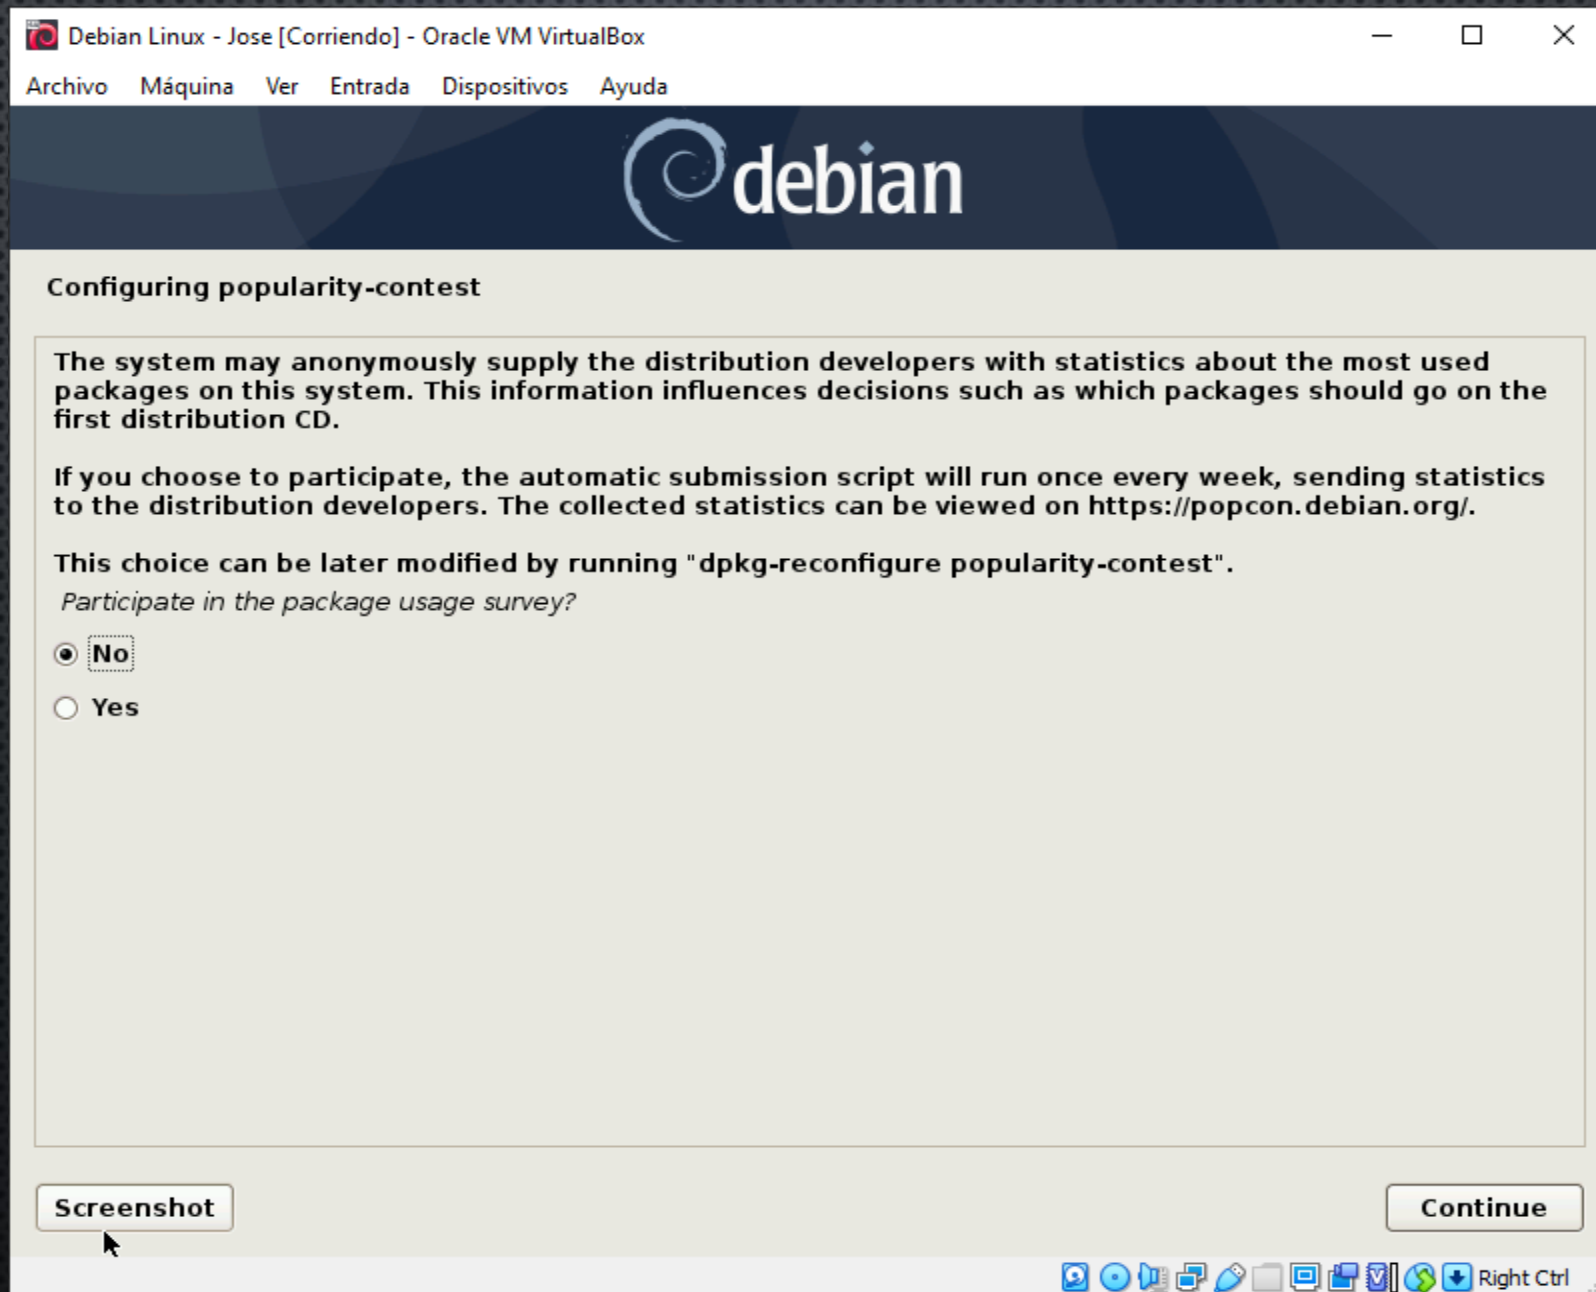 Debian Linux - Jose [Corriendo] - Oracle VM VirtualBox
Archivo Máquina Ver Entrada Dispositivos Ayuda
debian
Configuring popularity-contest
The system may anonymously supply the distribution developers with statistics about the most used
packages on this system. This information influences decisions such as which packages should go on the
first distribution CD.
If you choose to participate, the automatic submission script will run once every week, sending statistics
to the distribution developers. The collected statistics can be viewed on https://popcon.debian.org/.
This choice can be later modified by running "dpkg-reconfigure popularity-contest".
Participate in the package usage survey?
No
Yes
Screenshot
Continue
Right Ctrl